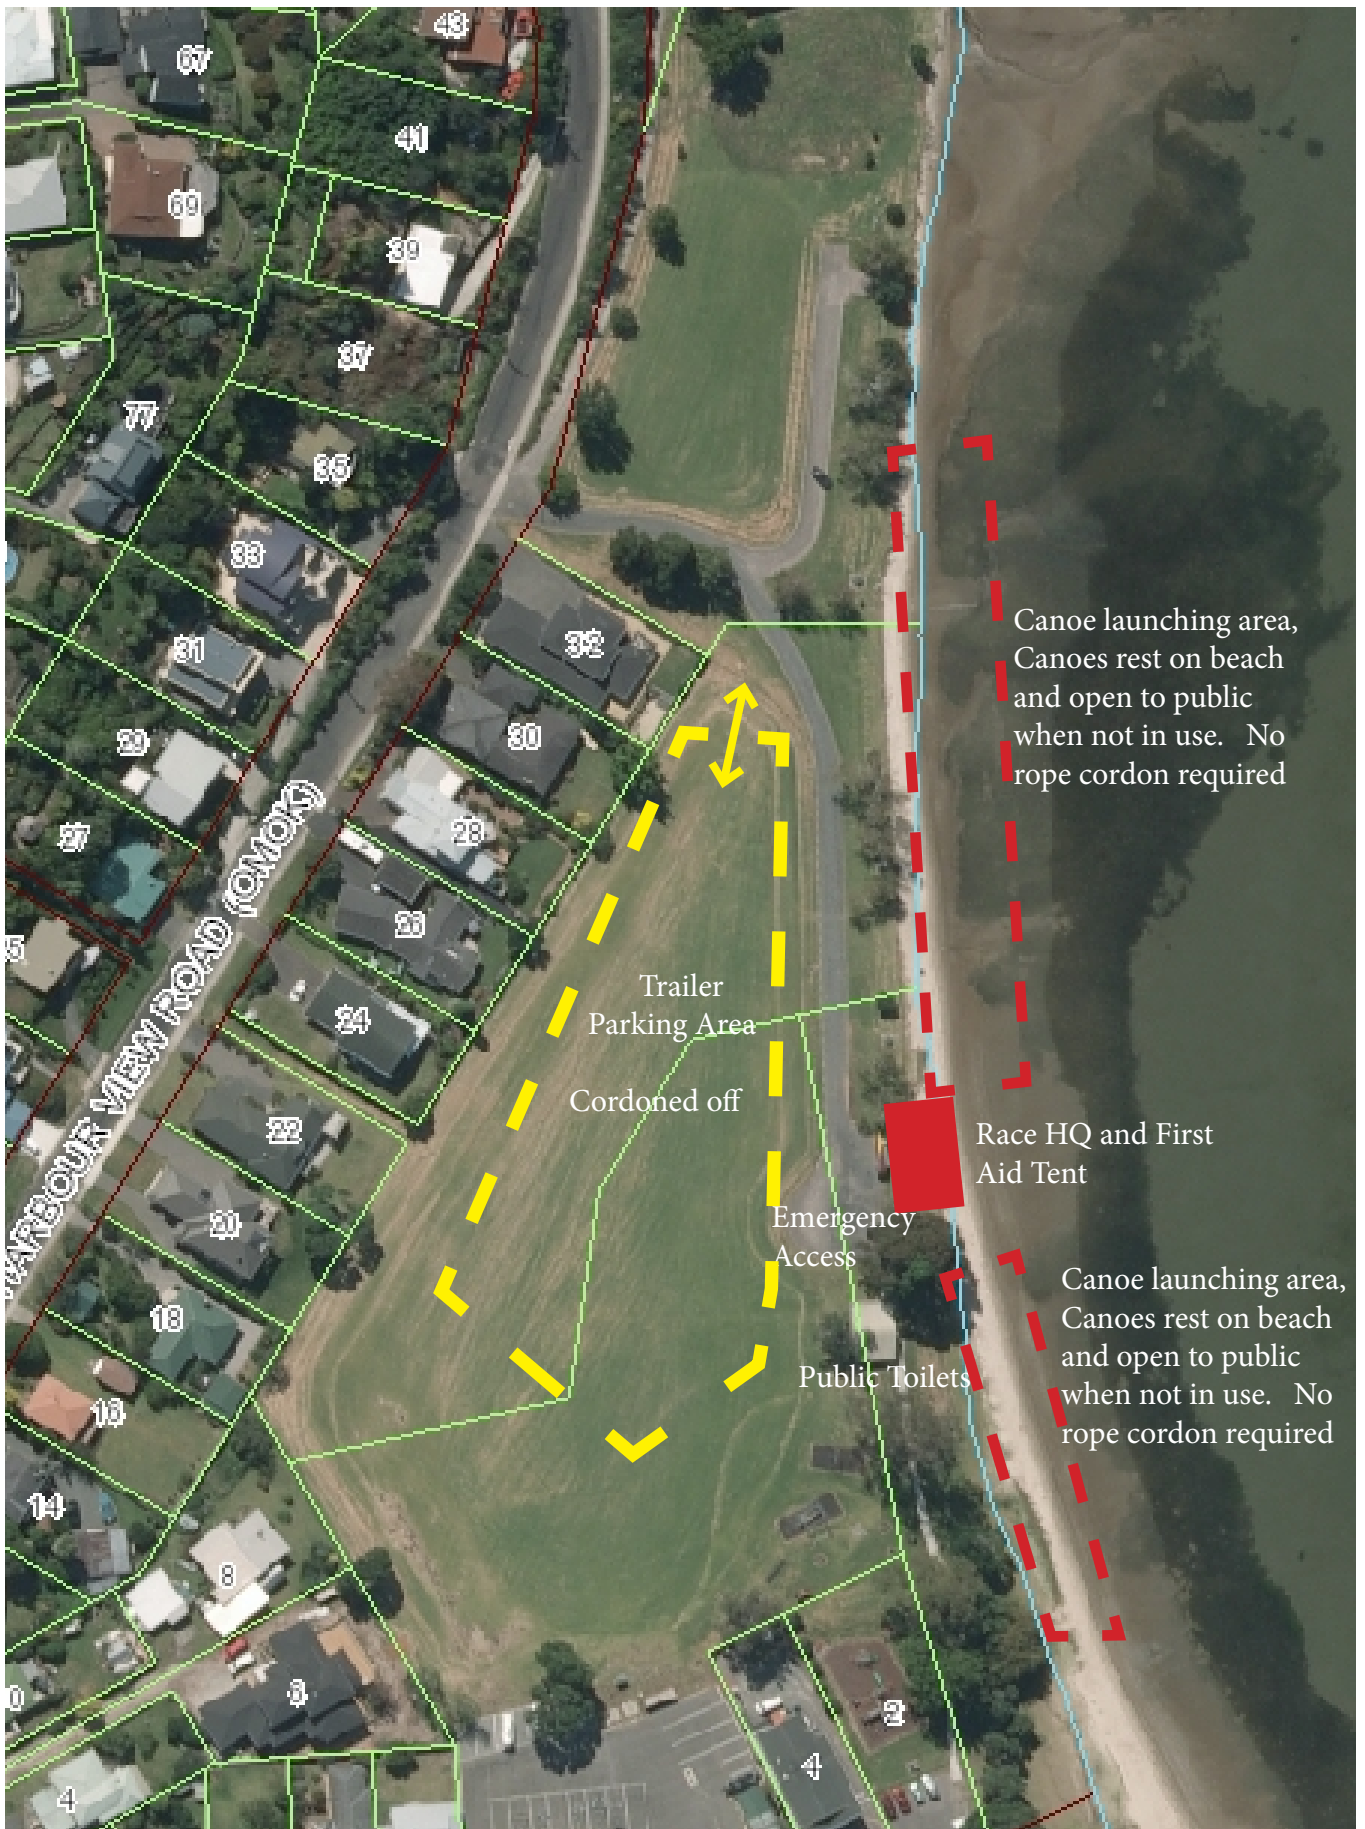 43
67
41
69
39
37
77
35
33
32
31
30
29
28
27
26
24
22
20
18
16
14
8
6
4
4
2
0
HARBOUR VIEW ROAD (OMOK)
Canoe launching area,
Canoes rest on beach
and open to public
when not in use. No
rope cordon required
Trailer
Parking Area
Cordoned off
Race HQ and First
Aid Tent
Emergency
Access
Public Toilets
Canoe launching area,
Canoes rest on beach
and open to public
when not in use. No
rope cordon required